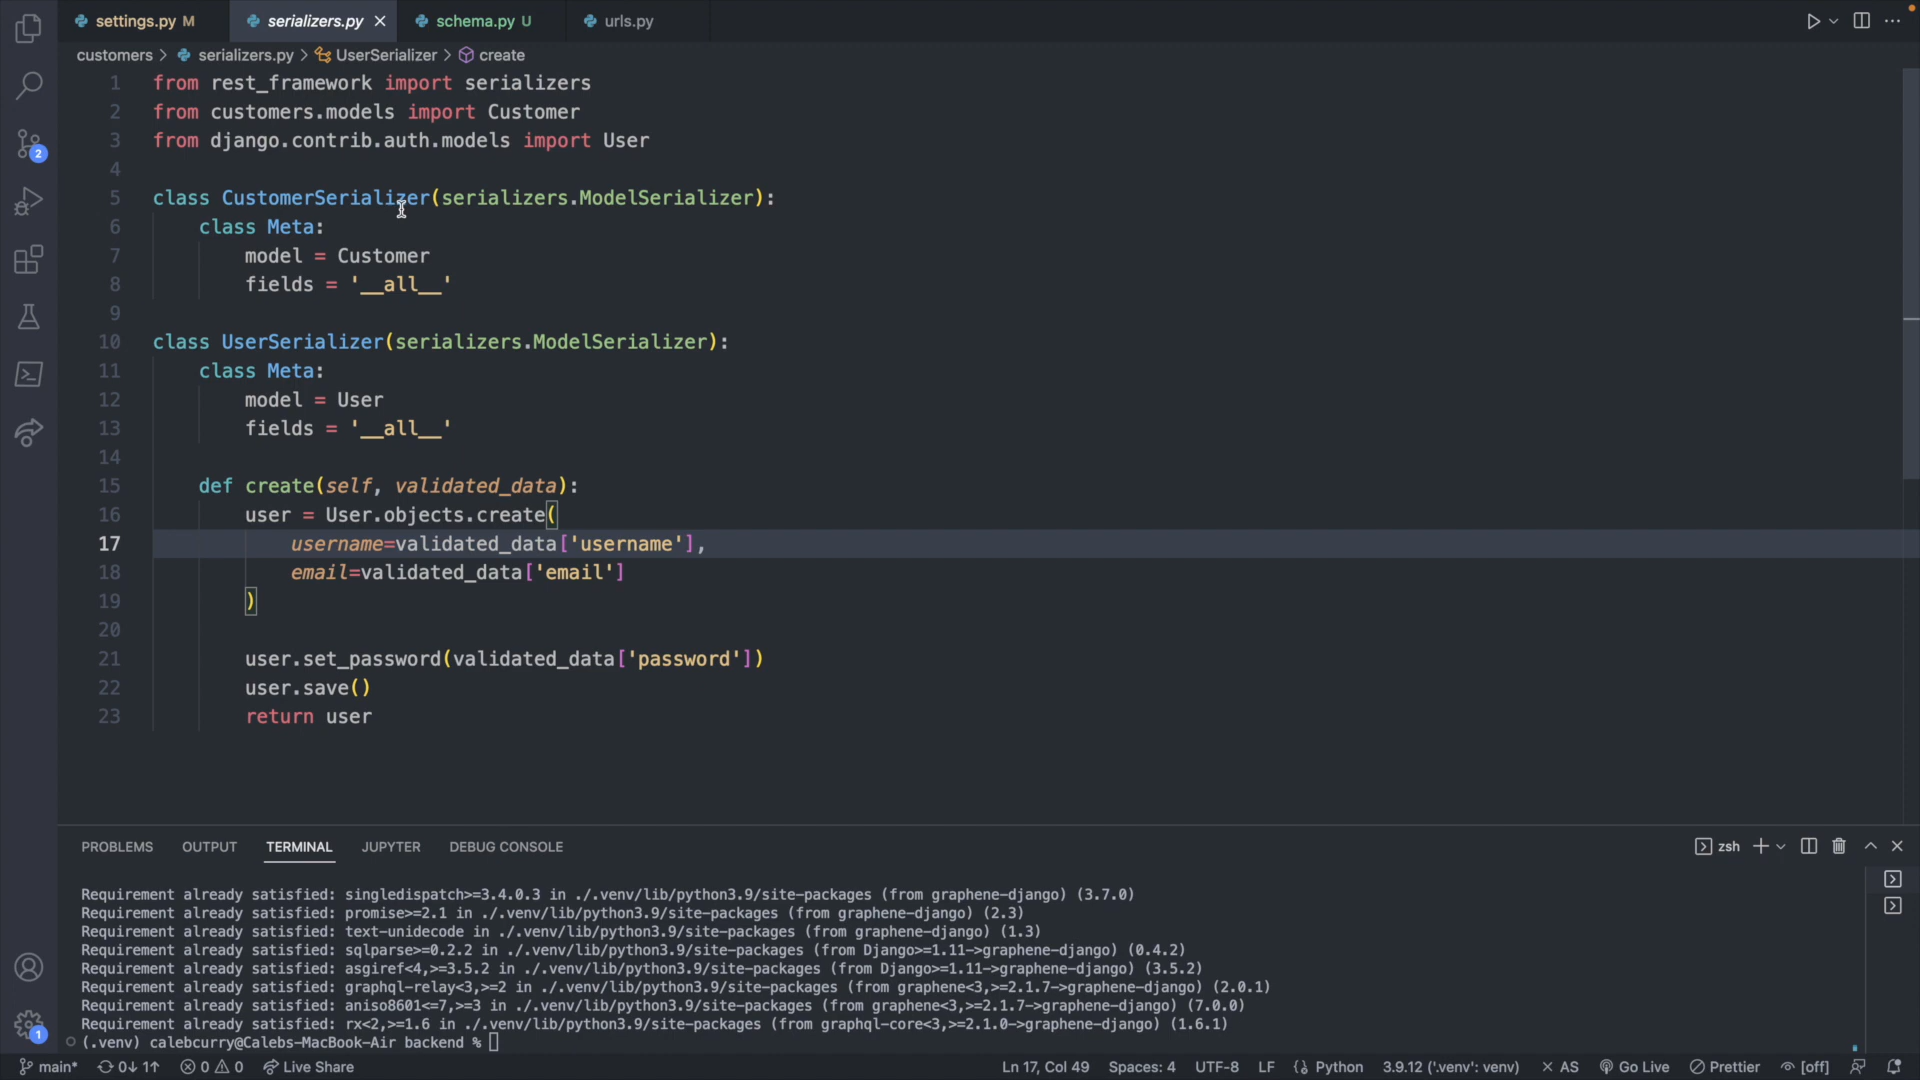 settings.py M
serializers.py
schema.py U
urls.py
customers > serializers.py > UserSerializer > create
1 from rest_framework import serializers
2 from customers.models import Customer
3 from django.contrib.auth.models import User
4
5 class CustomerSerializer(serializers.ModelSerializer):
6 class Meta:
7 model = Customer
8 fields = '__all__'
9
10 class UserSerializer(serializers.ModelSerializer):
11 class Meta:
12 model = User
13 fields = '__all__'
14
15 def create(self, validated_data):
16 user = User.objects.create(
17 username=validated_data['username'],
18 email=validated_data['email']
19 )
20
21 user.set_password(validated_data['password'])
22 user.save()
23 return user
2
PROBLEMS OUTPUT TERMINAL JUPYTER DEBUG CONSOLE
zsh
Requirement already satisfied: singledispatch>=3.4.0.3 in ./.venv/lib/python3.9/site-packages (from graphene-django) (3.7.0)
Requirement already satisfied: promise>=2.1 in ./.venv/lib/python3.9/site-packages (from graphene-django) (2.3)
Requirement already satisfied: text-unidecode in ./.venv/lib/python3.9/site-packages (from graphene-django) (1.3)
Requirement already satisfied: sqlparse>=0.2.2 in ./.venv/lib/python3.9/site-packages (from Django>=1.11->graphene-django) (0.4.2)
Requirement already satisfied: asgiref<4,>=3.5.2 in ./.venv/lib/python3.9/site-packages (from Django>=1.11->graphene-django) (3.5.2)
Requirement already satisfied: graphql-relay<3,>=2 in ./.venv/lib/python3.9/site-packages (from graphene<3,>=2.1.7->graphene-django) (2.0.1)
Requirement already satisfied: aniso8601<=7,>=3 in ./.venv/lib/python3.9/site-packages (from graphene<3,>=2.1.7->graphene-django) (7.0.0)
Requirement already satisfied: rx<2,>=1.6 in ./.venv/lib/python3.9/site-packages (from graphql-core<3,>=2.1.0->graphene-django) (1.6.1)
(.venv) calebcurry@Calebs-MacBook-Air backend %
1
main* 0↓ 1↑ 0 0 Live Share
Ln 17, Col 49 Spaces: 4 UTF-8 LF Python 3.9.12 ('.venv': venv) AS Go Live Prettier [off]